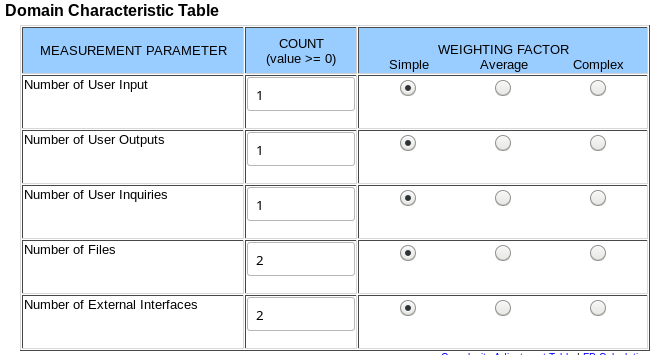 Domain Characteristic Table
MEASUREMENT PARAMETER
COUNT
(value >= 0)
WEIGHTING FACTOR
Simple Average Complex
Number of User Input
1
Number of User Outputs
1
Number of User Inquiries
1
Number of Files
2
Number of External Interfaces
2